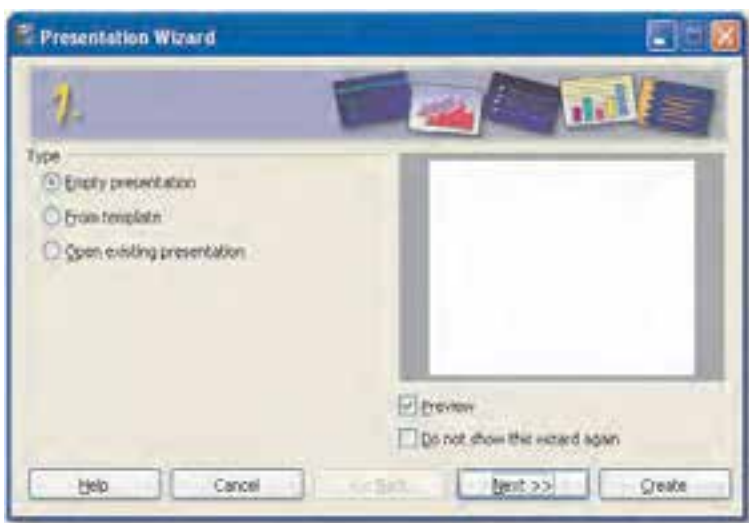 Presentation Wizard
1.
Type
Empty presentation
From template
Open existing presentation
Preview
Do not show this wizard again
Help
Cancel
<< Back
Next >>
Create